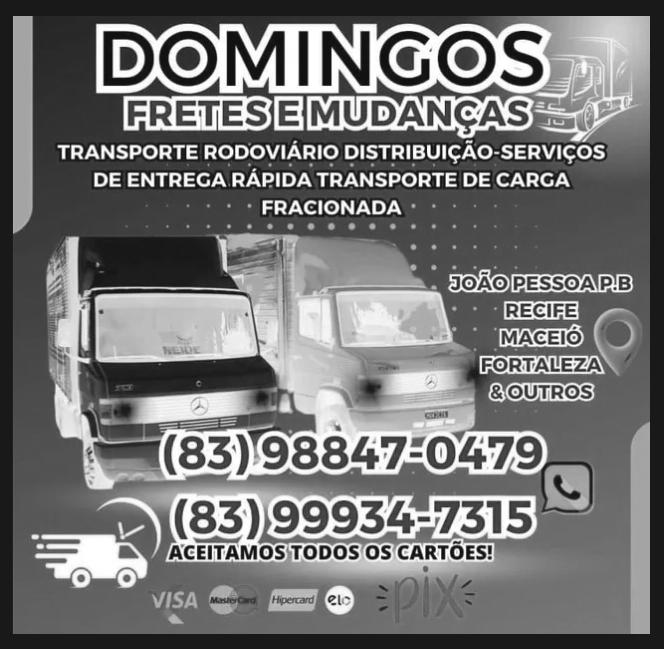 DOMINGOS
FRETES E MUDANÇAS
TRANSPORTE RODOVIÁRIO DISTRIBUIÇÃO-SERVIÇOS
DE ENTREGA RÁPIDA TRANSPORTE DE CARGA
FRACIONADA
JOÃO PESSOA P.B
RECIFE
MACEIÓ
FORTALEZA
& OUTROS
NEIDE
(83) 98847-0479
(83) 99934-7315
ACEITAMOS TODOS OS CARTÕES!
VISA MasterCard Hipercard elo pix